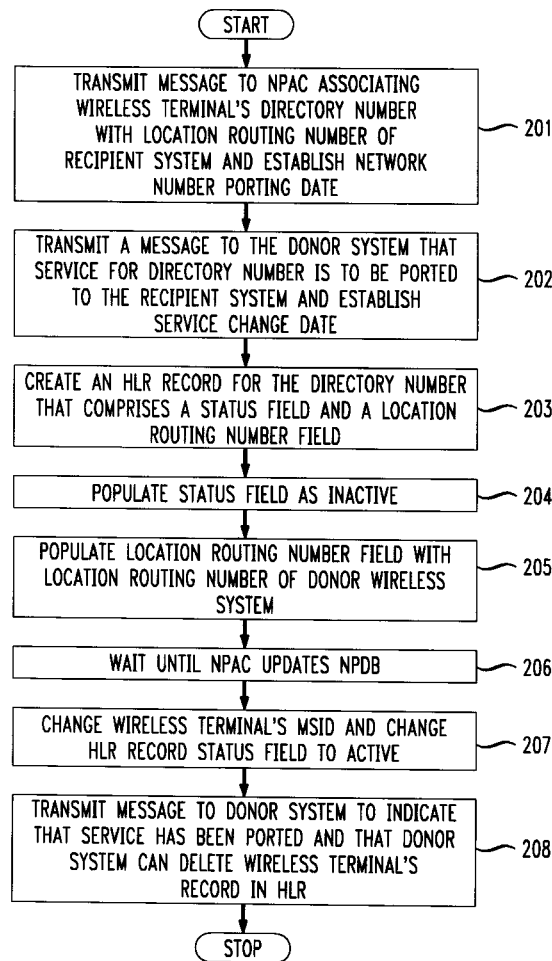 START
TRANSMIT MESSAGE TO NPAC ASSOCIATING
WIRELESS TERMINAL'S DIRECTORY NUMBER
WITH LOCATION ROUTING NUMBER OF
RECIPIENT SYSTEM AND ESTABLISH NETWORK
NUMBER PORTING DATE
201
TRANSMIT A MESSAGE TO THE DONOR SYSTEM THAT
SERVICE FOR DIRECTORY NUMBER IS TO BE PORTED
TO THE RECIPIENT SYSTEM AND ESTABLISH
SERVICE CHANGE DATE
202
CREATE AN HLR RECORD FOR THE DIRECTORY NUMBER
THAT COMPRISES A STATUS FIELD AND A LOCATION
ROUTING NUMBER FIELD
203
POPULATE STATUS FIELD AS INACTIVE
204
POPULATE LOCATION ROUTING NUMBER FIELD WITH
LOCATION ROUTING NUMBER OF DONOR WIRELESS
SYSTEM
205
WAIT UNTIL NPAC UPDATES NPDB
206
CHANGE WIRELESS TERMINAL'S MSID AND CHANGE
HLR RECORD STATUS FIELD TO ACTIVE
207
TRANSMIT MESSAGE TO DONOR SYSTEM TO INDICATE
THAT SERVICE HAS BEEN PORTED AND THAT DONOR
SYSTEM CAN DELETE WIRELESS TERMINAL'S
RECORD IN HLR
208
STOP